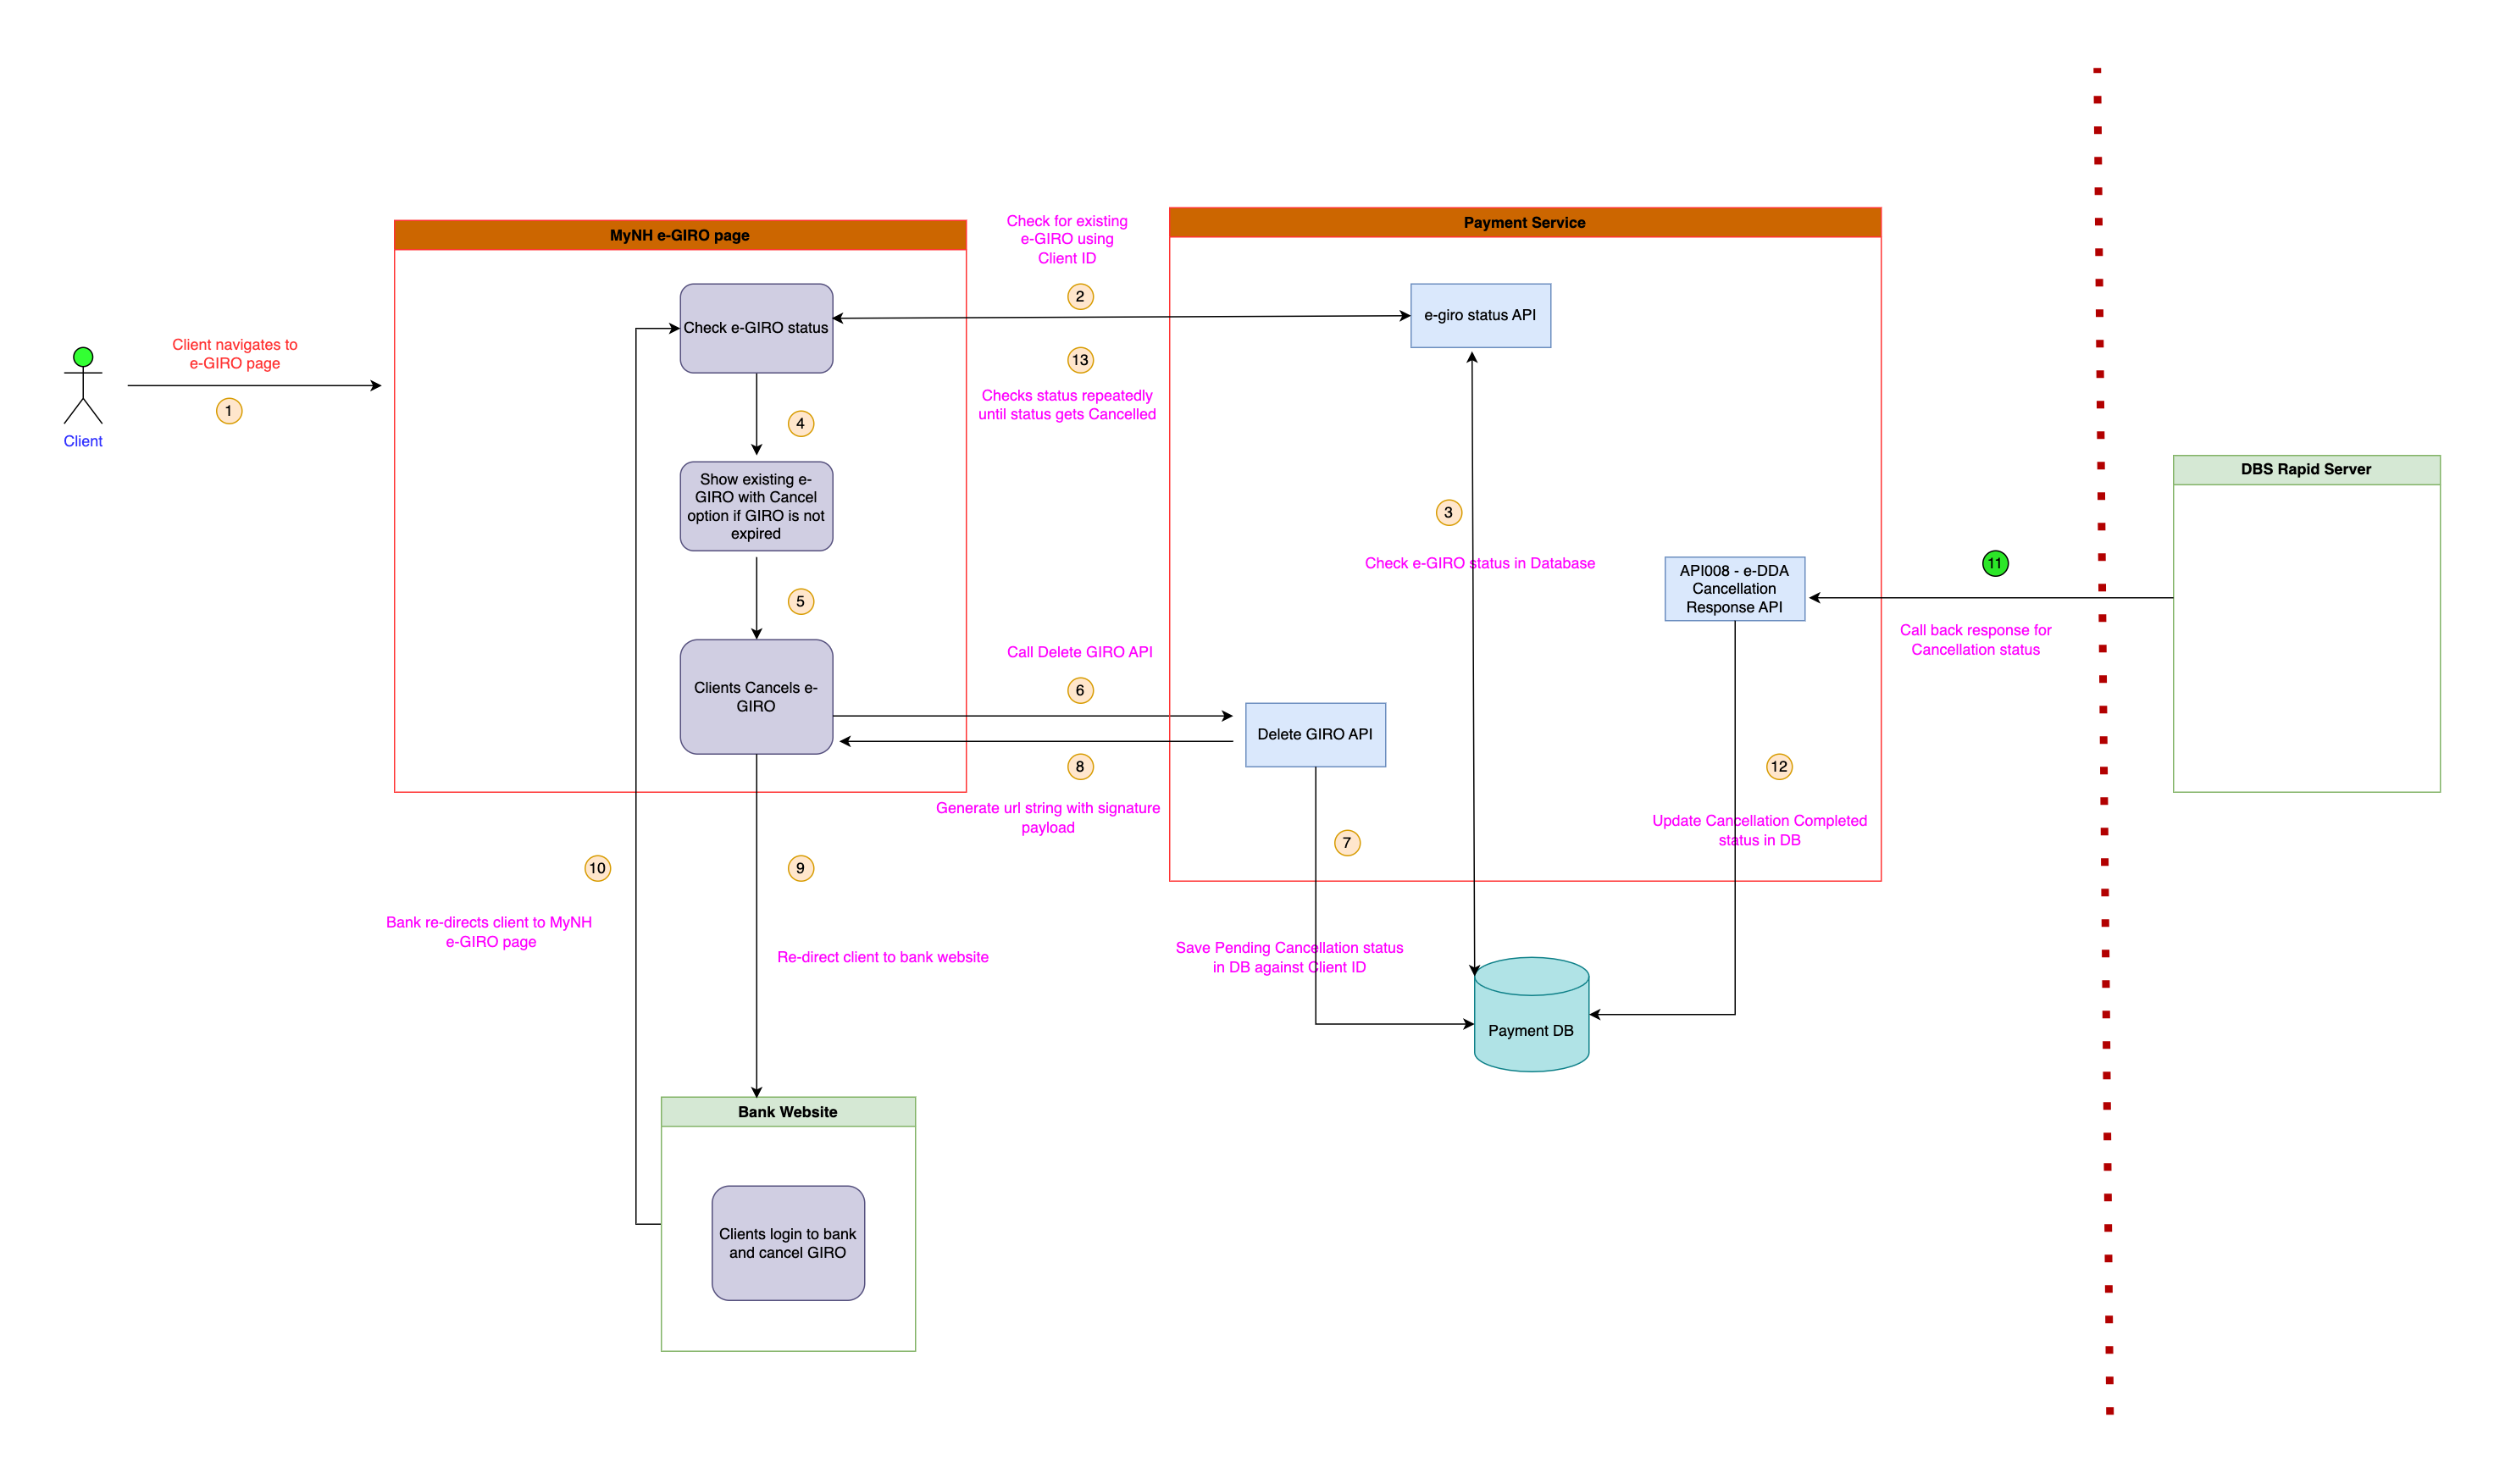 Client navigates to
e-GIRO page
1
Client
MyNH e-GIRO page
Check e-GIRO status
4
Show existing e-
GIRO with Cancel
option if GIRO is not
expired
5
Clients Cancels e-
GIRO
Check for existing
e-GIRO using
Client ID
2
13
Checks status repeatedly
until status gets Cancelled
Call Delete GIRO API
6
8
Generate url string with signature
payload
Payment Service
e-giro status API
3
Check e-GIRO status in Database
API008 - e-DDA
Cancellation
Response API
Delete GIRO API
7
Save Pending Cancellation status
in DB against Client ID
12
Update Cancellation Completed
status in DB
Payment DB
11
Call back response for
Cancellation status
DBS Rapid Server
10
Bank re-directs client to MyNH
e-GIRO page
9
Re-direct client to bank website
Bank Website
Clients login to bank
and cancel GIRO